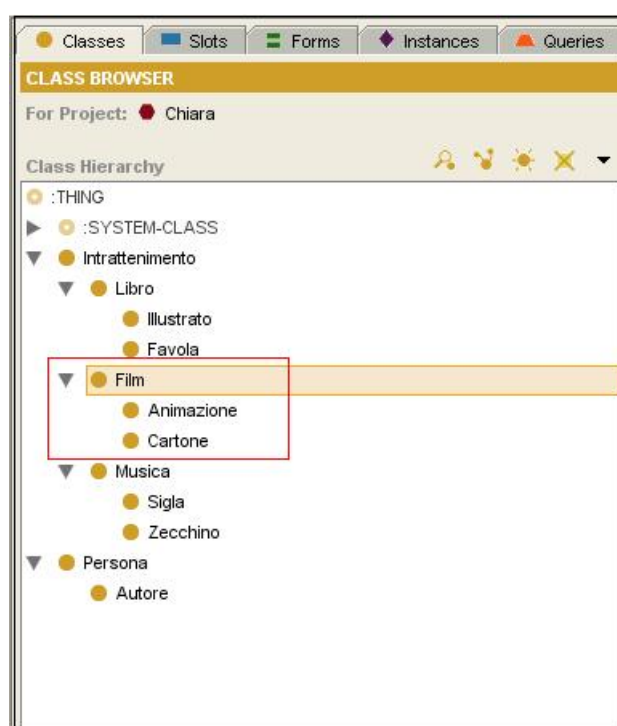 Classes Slots Forms Instances Queries
CLASS BROWSER
For Project: Chiara
Class Hierarchy
:THING
:SYSTEM-CLASS
Intrattenimento
Libro
Illustrato
Favola
Film
Animazione
Cartone
Musica
Sigla
Zecchino
Persona
Autore